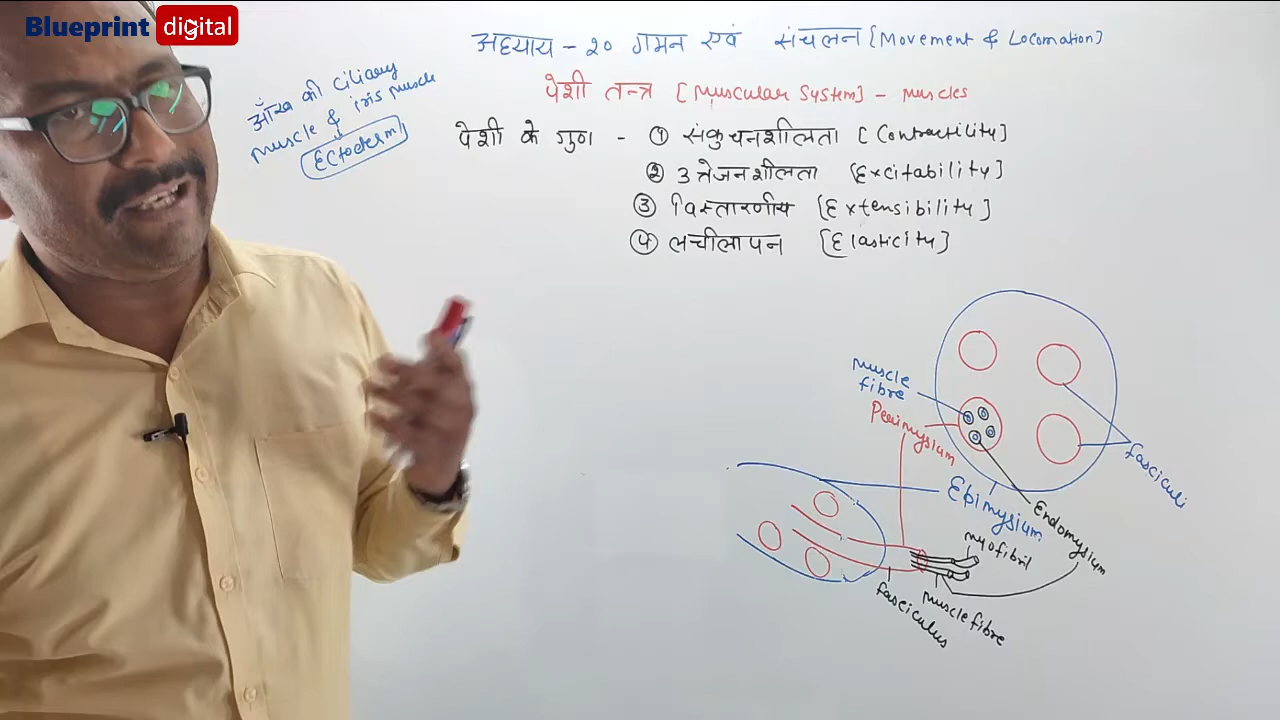 Blueprint digital
अध्याय - २० गमन एवं संचलन [Movement & Locomation]
पेशी तन्त्र [Muscular System] - muscles
आँख की ciliary
muscle & iris muscle
Ectoderm
पेशी के गुण - ① संकुचनशीलता [Contractility]
② उत्तेजनशीलता [Excitability]
③ विस्तारणीय [Extensibility]
④ लचीलापन [Elasticity]
muscle
fibre
Perimysium
fasciculi
Epimysium
Endomysium
myofibril
muscle fibre
fasciculus